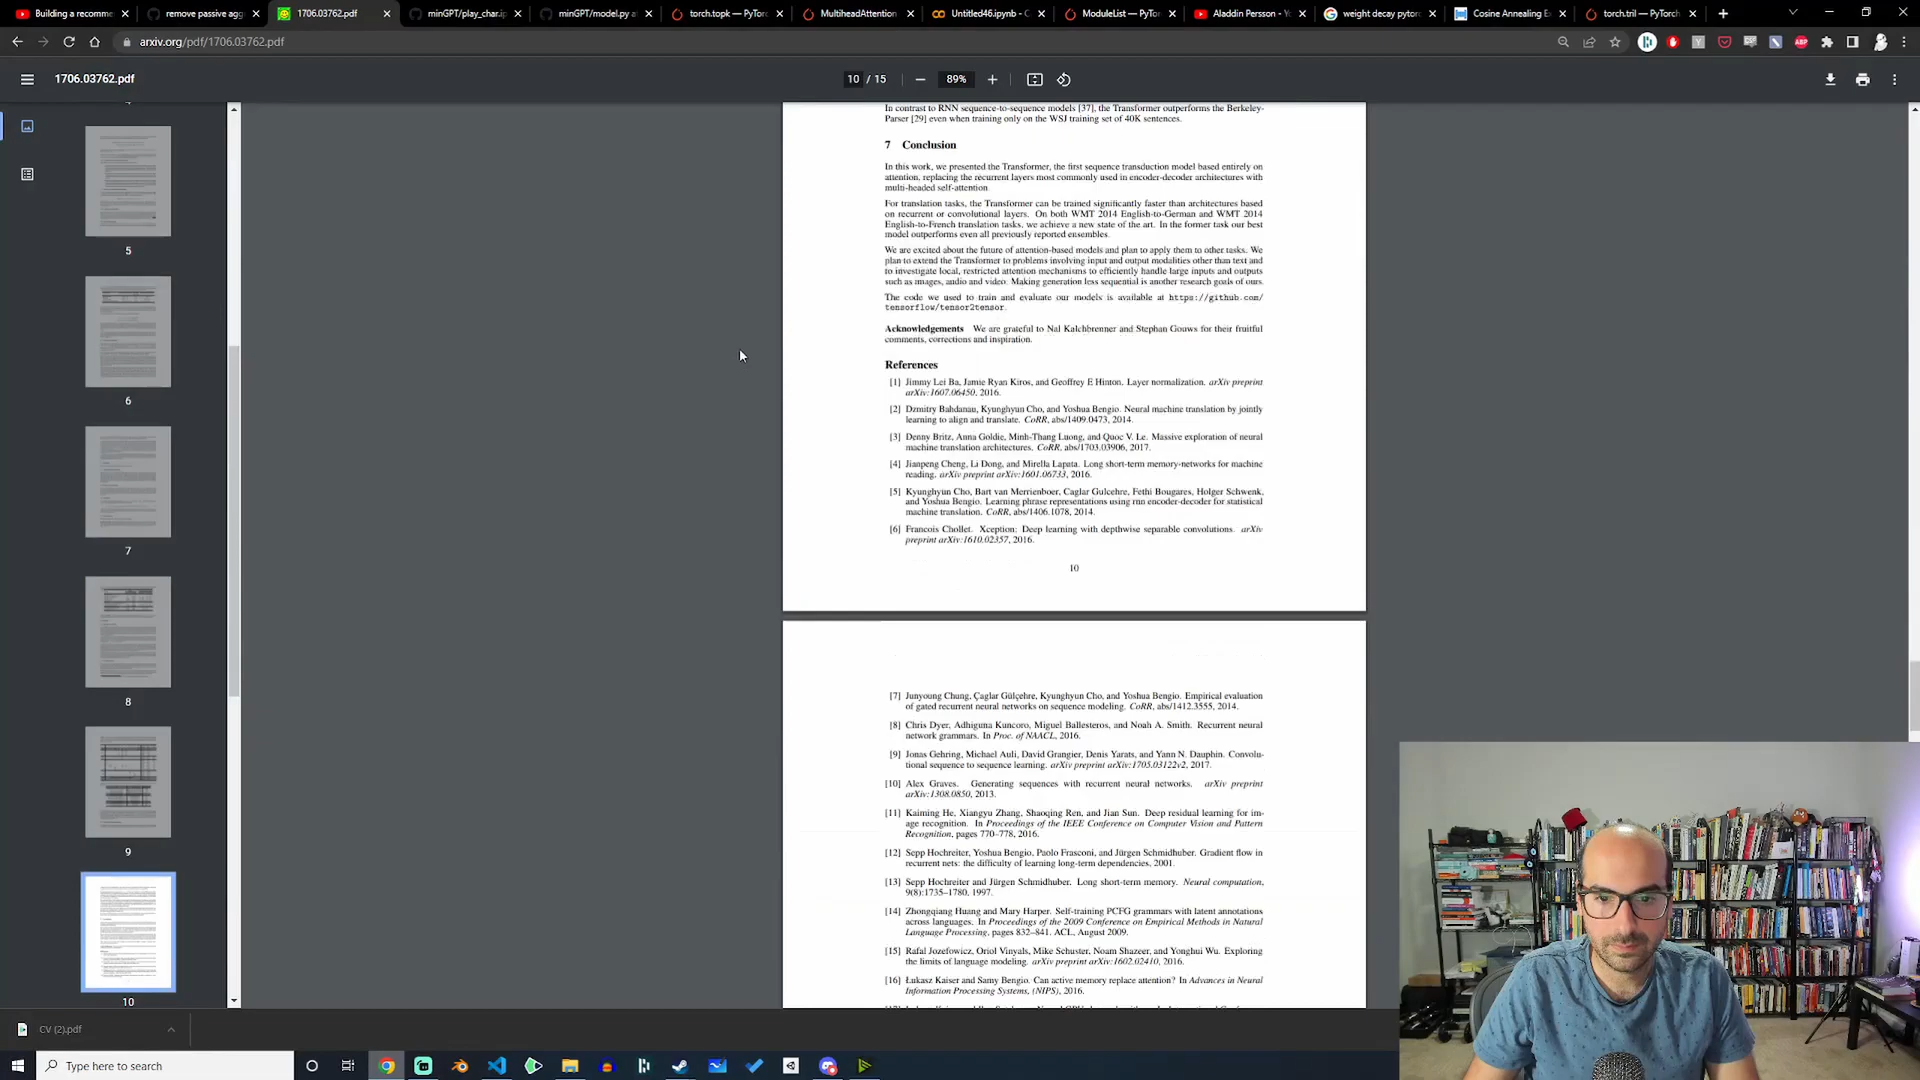 Building a recomme
remove passive agg
1706.03762.pdf
minGPT/play_char.ip
minGPT/model.py a
torch.topk — PyTorc
MultiheadAttention
Untitled46.ipynb - C
ModuleList — PyTor
Aladdin Persson - Yo
weight decay pytorc
Cosine Annealing Ex
torch.tril — PyTorch
arxiv.org/pdf/1706.03762.pdf
1706.03762.pdf
10 / 15
89%
In contrast to RNN sequence-to-sequence models [37], the Transformer outperforms the Berkeley-
Parser [29] even when training only on the WSJ training set of 40K sentences.
7 Conclusion
In this work, we presented the Transformer, the first sequence transduction model based entirely on
attention, replacing the recurrent layers most commonly used in encoder-decoder architectures with
multi-headed self-attention.
For translation tasks, the Transformer can be trained significantly faster than architectures based
on recurrent or convolutional layers. On both WMT 2014 English-to-German and WMT 2014
English-to-French translation tasks, we achieve a new state of the art. In the former task our best
model outperforms even all previously reported ensembles.
We are excited about the future of attention-based models and plan to apply them to other tasks. We
plan to extend the Transformer to problems involving input and output modalities other than text and
to investigate local, restricted attention mechanisms to efficiently handle large inputs and outputs
such as images, audio and video. Making generation less sequential is another research goals of ours.
The code we used to train and evaluate our models is available at https://github.com/
tensorflow/tensor2tensor.
Acknowledgements We are grateful to Nal Kalchbrenner and Stephan Gouws for their fruitful
comments, corrections and inspiration.
References
[1] Jimmy Lei Ba, Jamie Ryan Kiros, and Geoffrey E Hinton. Layer normalization. arXiv preprint
arXiv:1607.06450, 2016.
[2] Dzmitry Bahdanau, Kyunghyun Cho, and Yoshua Bengio. Neural machine translation by jointly
learning to align and translate. CoRR, abs/1409.0473, 2014.
[3] Denny Britz, Anna Goldie, Minh-Thang Luong, and Quoc V. Le. Massive exploration of neural
machine translation architectures. CoRR, abs/1703.03906, 2017.
[4] Jianpeng Cheng, Li Dong, and Mirella Lapata. Long short-term memory-networks for machine
reading. arXiv preprint arXiv:1601.06733, 2016.
[5] Kyunghyun Cho, Bart van Merrienboer, Caglar Gulcehre, Fethi Bougares, Holger Schwenk,
and Yoshua Bengio. Learning phrase representations using rnn encoder-decoder for statistical
machine translation. CoRR, abs/1406.1078, 2014.
[6] Francois Chollet. Xception: Deep learning with depthwise separable convolutions. arXiv
preprint arXiv:1610.02357, 2016.
10
[7] Junyoung Chung, Çaglar Gülçehre, Kyunghyun Cho, and Yoshua Bengio. Empirical evaluation
of gated recurrent neural networks on sequence modeling. CoRR, abs/1412.3555, 2014.
[8] Chris Dyer, Adhiguna Kuncoro, Miguel Ballesteros, and Noah A. Smith. Recurrent neural
network grammars. In Proc. of NAACL, 2016.
[9] Jonas Gehring, Michael Auli, David Grangier, Denis Yarats, and Yann N. Dauphin. Convolu-
tional sequence to sequence learning. arXiv preprint arXiv:1705.03122v2, 2017.
[10] Alex Graves. Generating sequences with recurrent neural networks. arXiv preprint
arXiv:1308.0850, 2013.
[11] Kaiming He, Xiangyu Zhang, Shaoqing Ren, and Jian Sun. Deep residual learning for im-
age recognition. In Proceedings of the IEEE Conference on Computer Vision and Pattern
Recognition, pages 770–778, 2016.
[12] Sepp Hochreiter, Yoshua Bengio, Paolo Frasconi, and Jürgen Schmidhuber. Gradient flow in
recurrent nets: the difficulty of learning long-term dependencies, 2001.
[13] Sepp Hochreiter and Jürgen Schmidhuber. Long short-term memory. Neural computation,
9(8):1735–1780, 1997.
[14] Zhongqiang Huang and Mary Harper. Self-training PCFG grammars with latent annotations
across languages. In Proceedings of the 2009 Conference on Empirical Methods in Natural
Language Processing, pages 832–841. ACL, August 2009.
[15] Rafal Jozefowicz, Oriol Vinyals, Mike Schuster, Noam Shazeer, and Yonghui Wu. Exploring
the limits of language modeling. arXiv preprint arXiv:1602.02410, 2016.
[16] Łukasz Kaiser and Samy Bengio. Can active memory replace attention? In Advances in Neural
Information Processing Systems, (NIPS), 2016.
5
6
7
8
9
10
CV (2).pdf
Type here to search